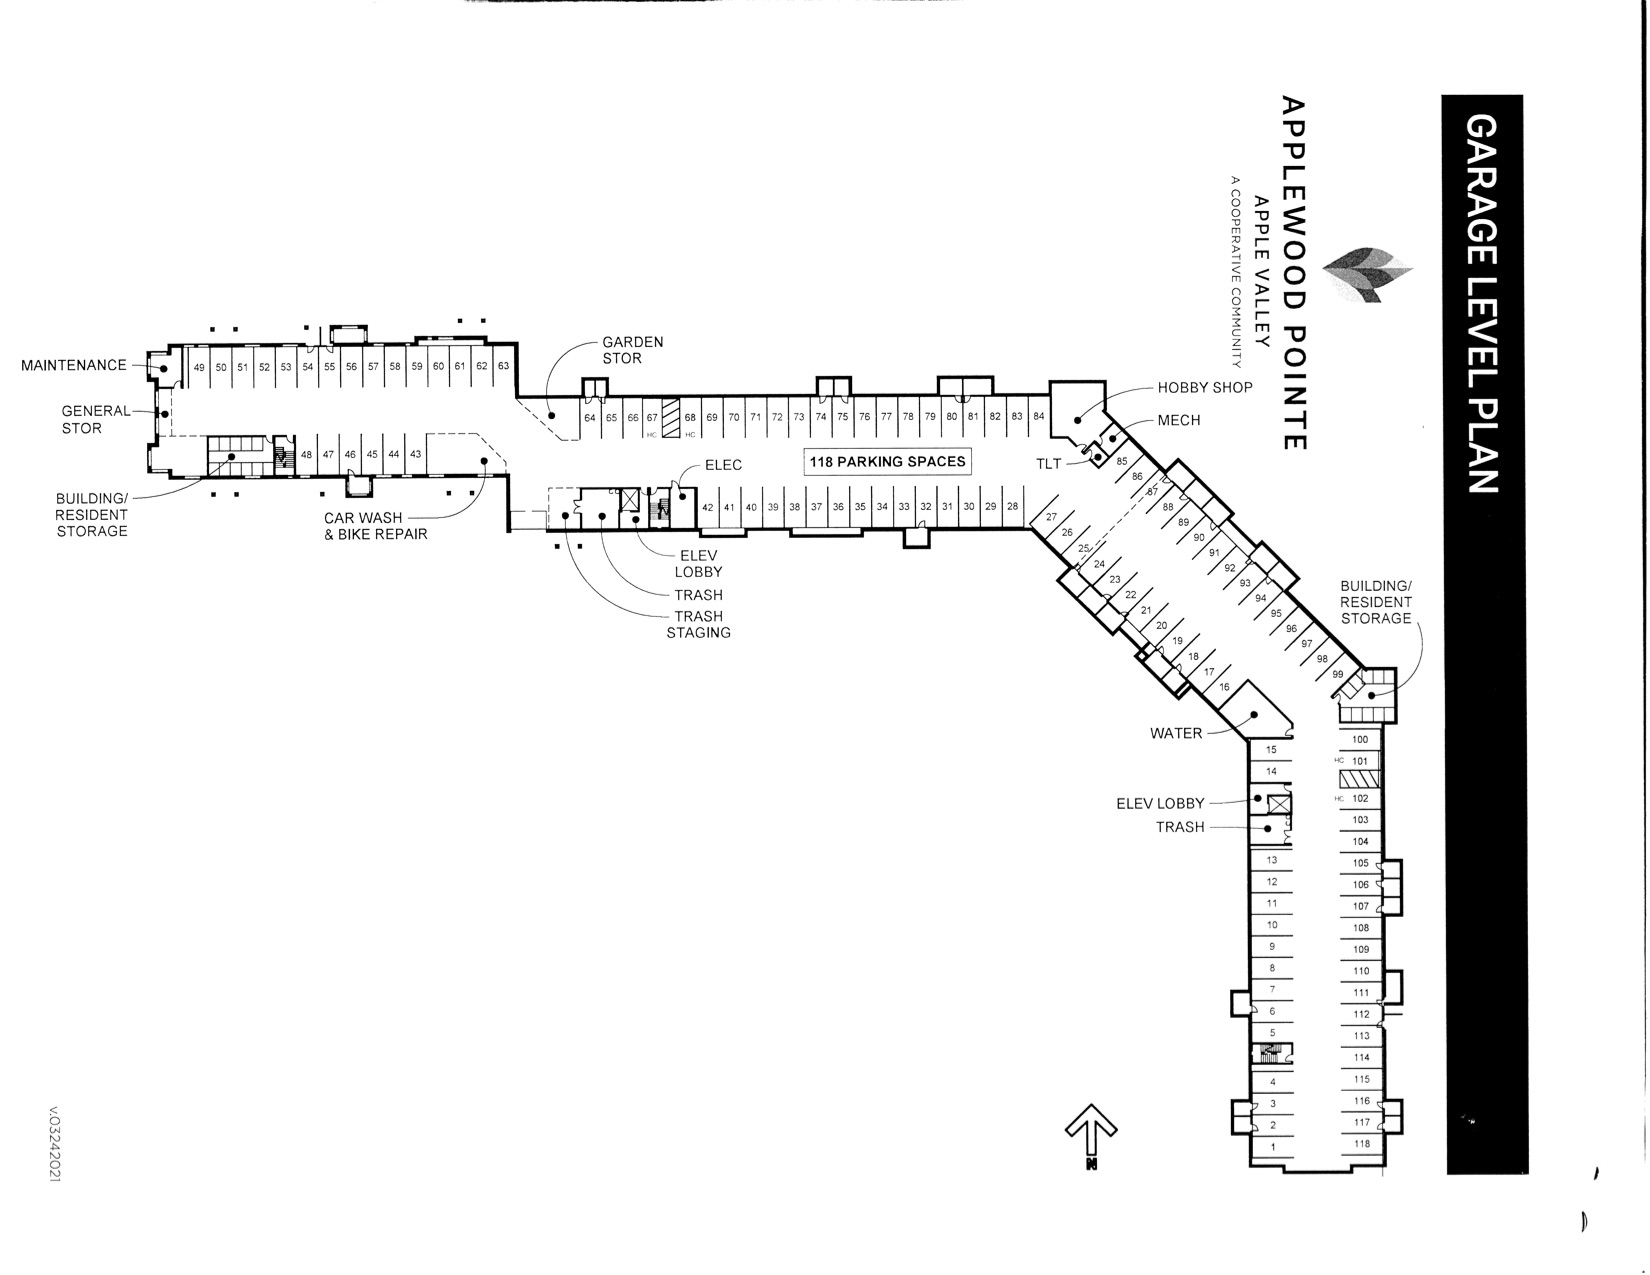 GARAGE LEVEL PLAN
APPLEWOOD POINTE
APPLE VALLEY
A COOPERATIVE COMMUNITY
MAINTENANCE
GENERAL
STOR
BUILDING/
RESIDENT
STORAGE
CAR WASH
& BIKE REPAIR
GARDEN
STOR
ELEC
118 PARKING SPACES
ELEV
LOBBY
TRASH
TRASH
STAGING
HOBBY SHOP
MECH
TLT
BUILDING/
RESIDENT
STORAGE
WATER
ELEV LOBBY
TRASH
49 50 51 52 53 54 55 56 57 58 59 60 61 62 63
48 47 46 45 44 43
64 65 66 67 68 69 70 71 72 73 74 75 76 77 78 79 80 81 82 83 84
HC HC
42 41 40 39 38 37 36 35 34 33 32 31 30 29 28
85
86
87
88
89
90
91
92
93
94
95
96
97
98
99
27
26
25
24
23
22
21
20
19
18
17
16
15
14
13
12
11
10
9
8
7
6
5
4
3
2
1
100
HC 101
HC 102
103
104
105
106
107
108
109
110
111
112
113
114
115
116
117
118
N
v.03242021